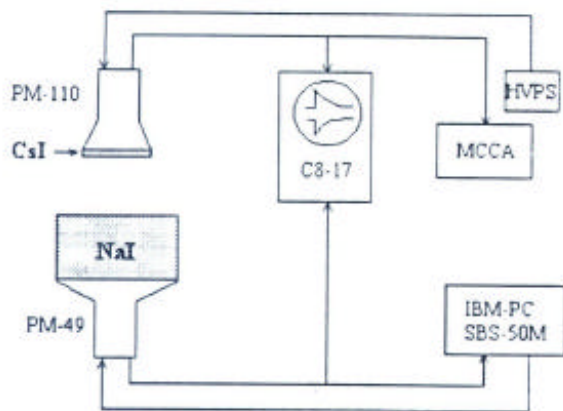 PM-110
HVPS
CsI
MCCA
C8-17
NaI
PM-49
IBM-PC
SBS-50M